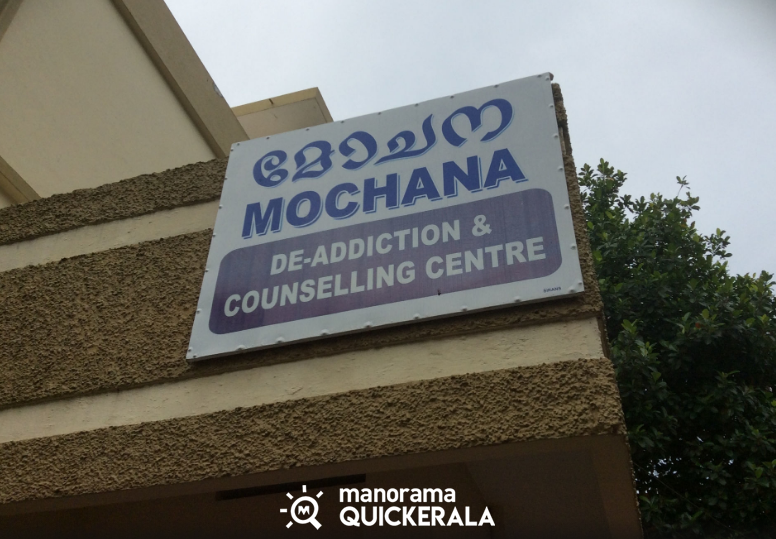 മോചന
MOCHANA
DE-ADDICTION &
COUNSELLING CENTRE
manorama
QUICKERALA